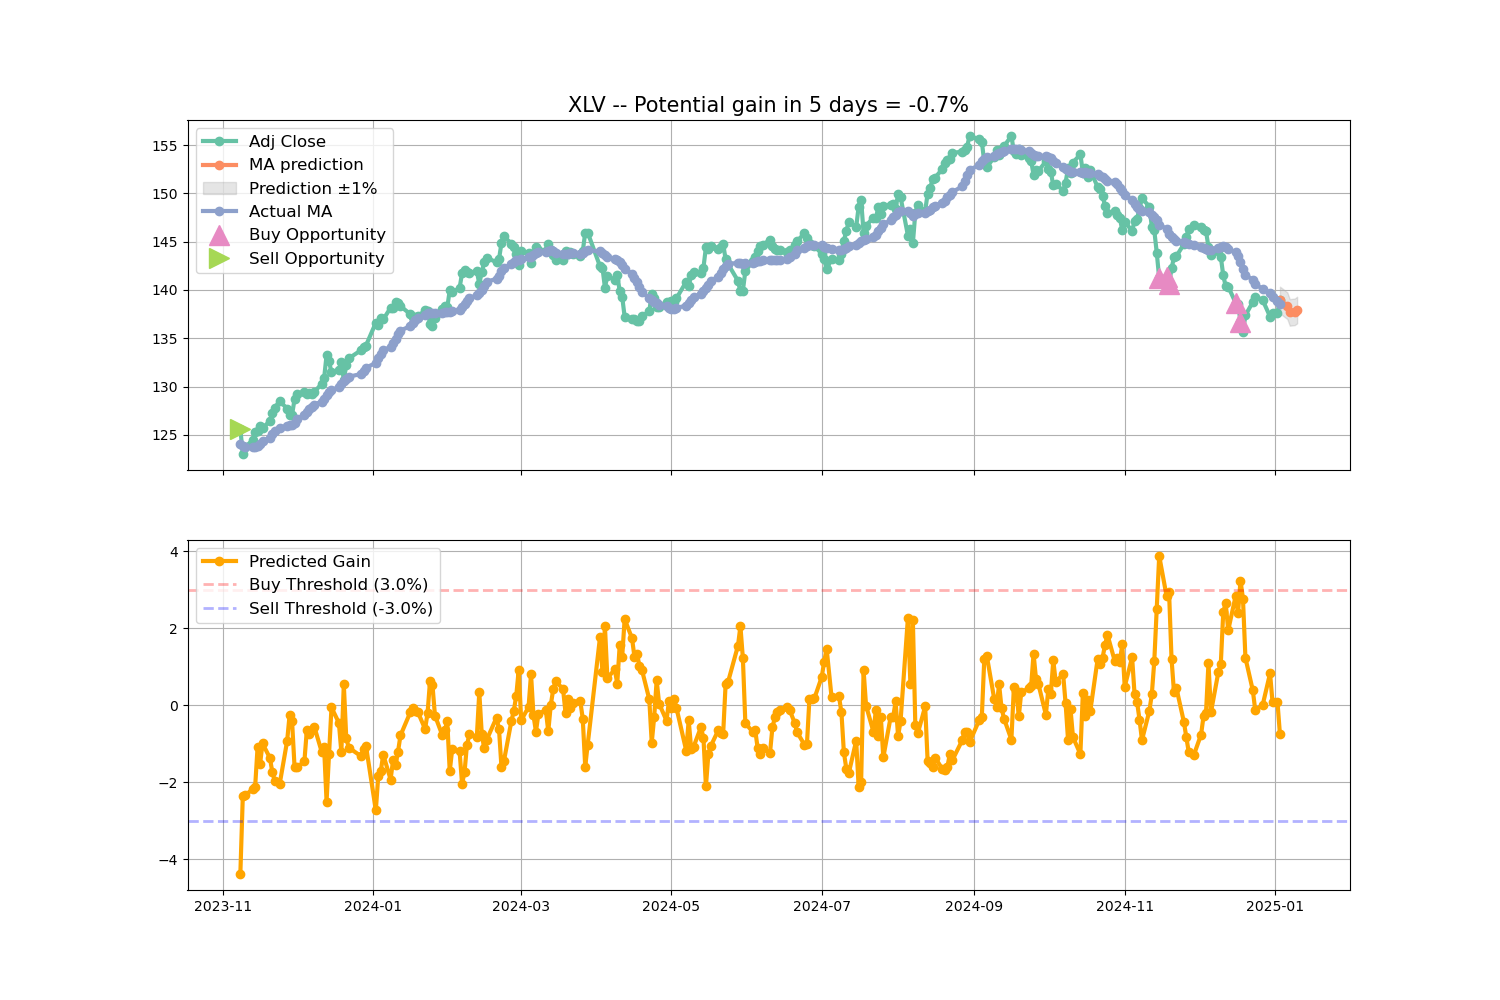 XLV -- Potential gain in 5 days = -0.7%
Adj Close
MA prediction
Prediction ±1%
Actual MA
Buy Opportunity
Sell Opportunity
155
150
145
140
135
130
125
Predicted Gain
Buy Threshold (3.0%)
Sell Threshold (-3.0%)
4
2
0
−2
−4
2023-11 2024-01 2024-03 2024-05 2024-07 2024-09 2024-11 2025-01